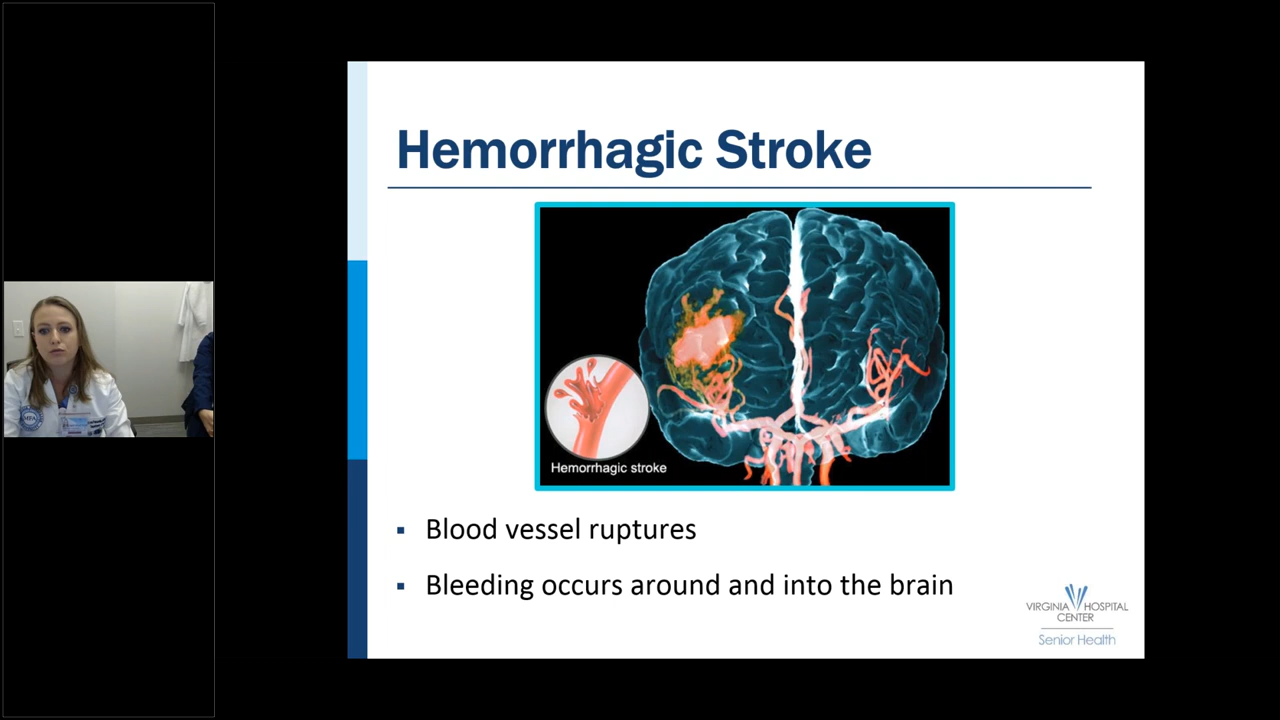 Hemorrhagic Stroke
Hemorrhagic stroke
▪ Blood vessel ruptures
▪ Bleeding occurs around and into the brain
VIRGINIA HOSPITAL
CENTER
Senior Health